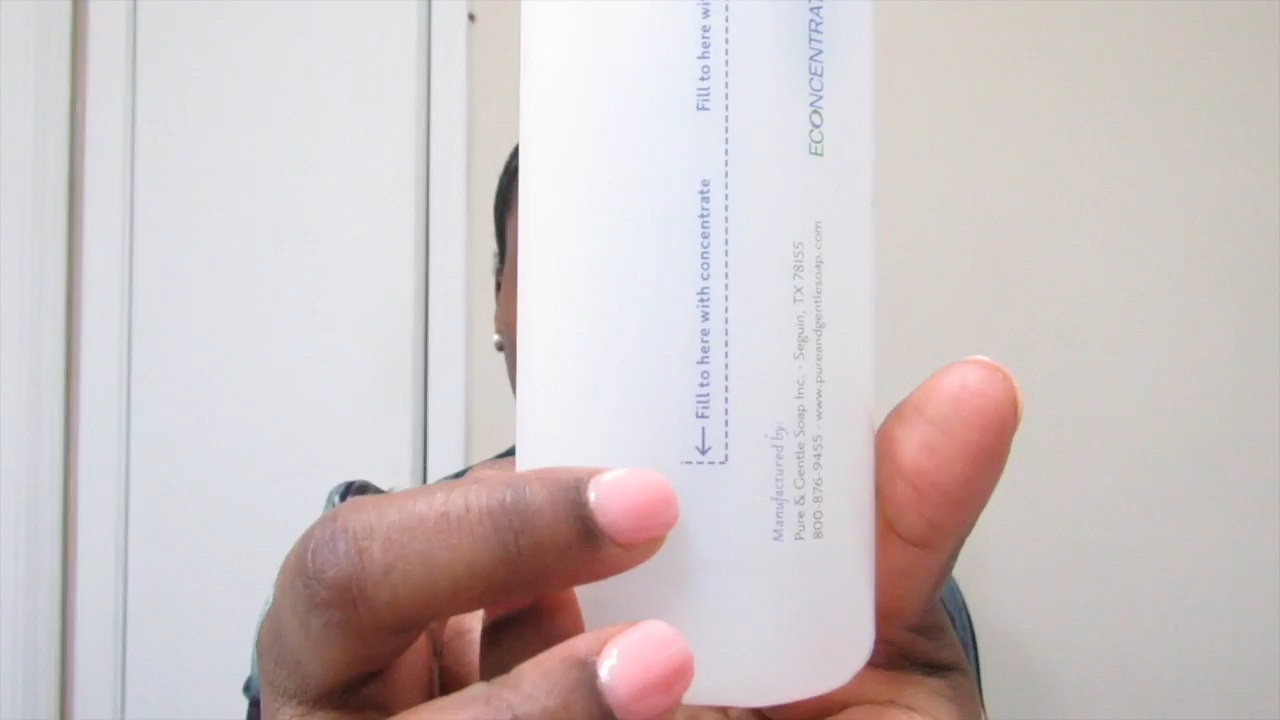 Fill to here wi
← Fill to here with concentrate
ECONCENTRAT
Manufactured by:
Pure & Gentle Soap Inc. - Seguin, TX 78155
800-876-9455 - www.pureandgentlesoap.com